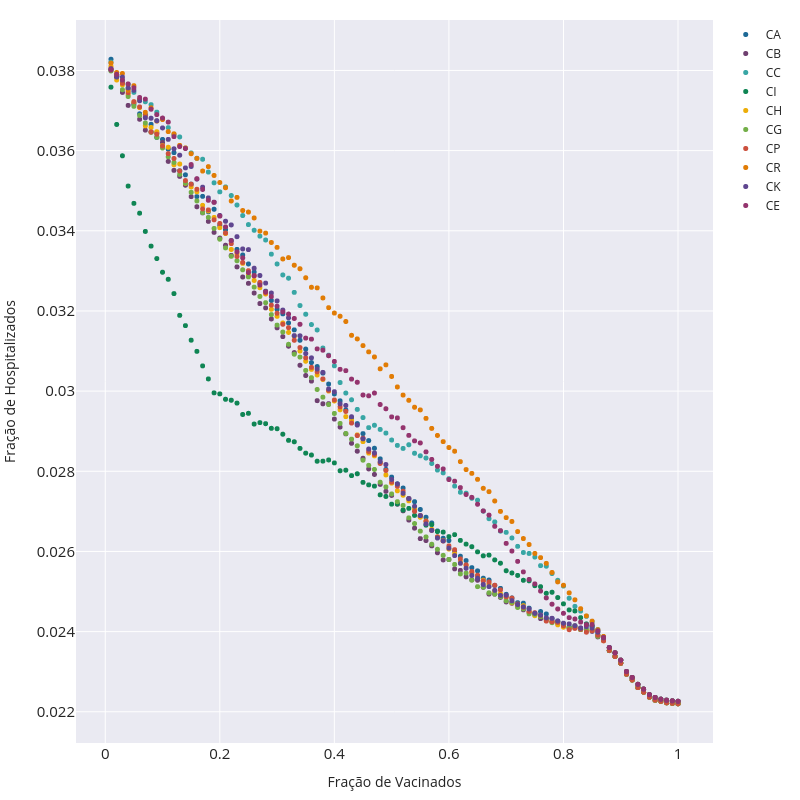 0.038
0.036
0.034
0.032
0.03
0.028
0.026
0.024
0.022
Fração de Hospitalizados
0
0.2
0.4
0.6
0.8
1
Fração de Vacinados
CA
CB
CC
CI
CH
CG
CP
CR
CK
CE